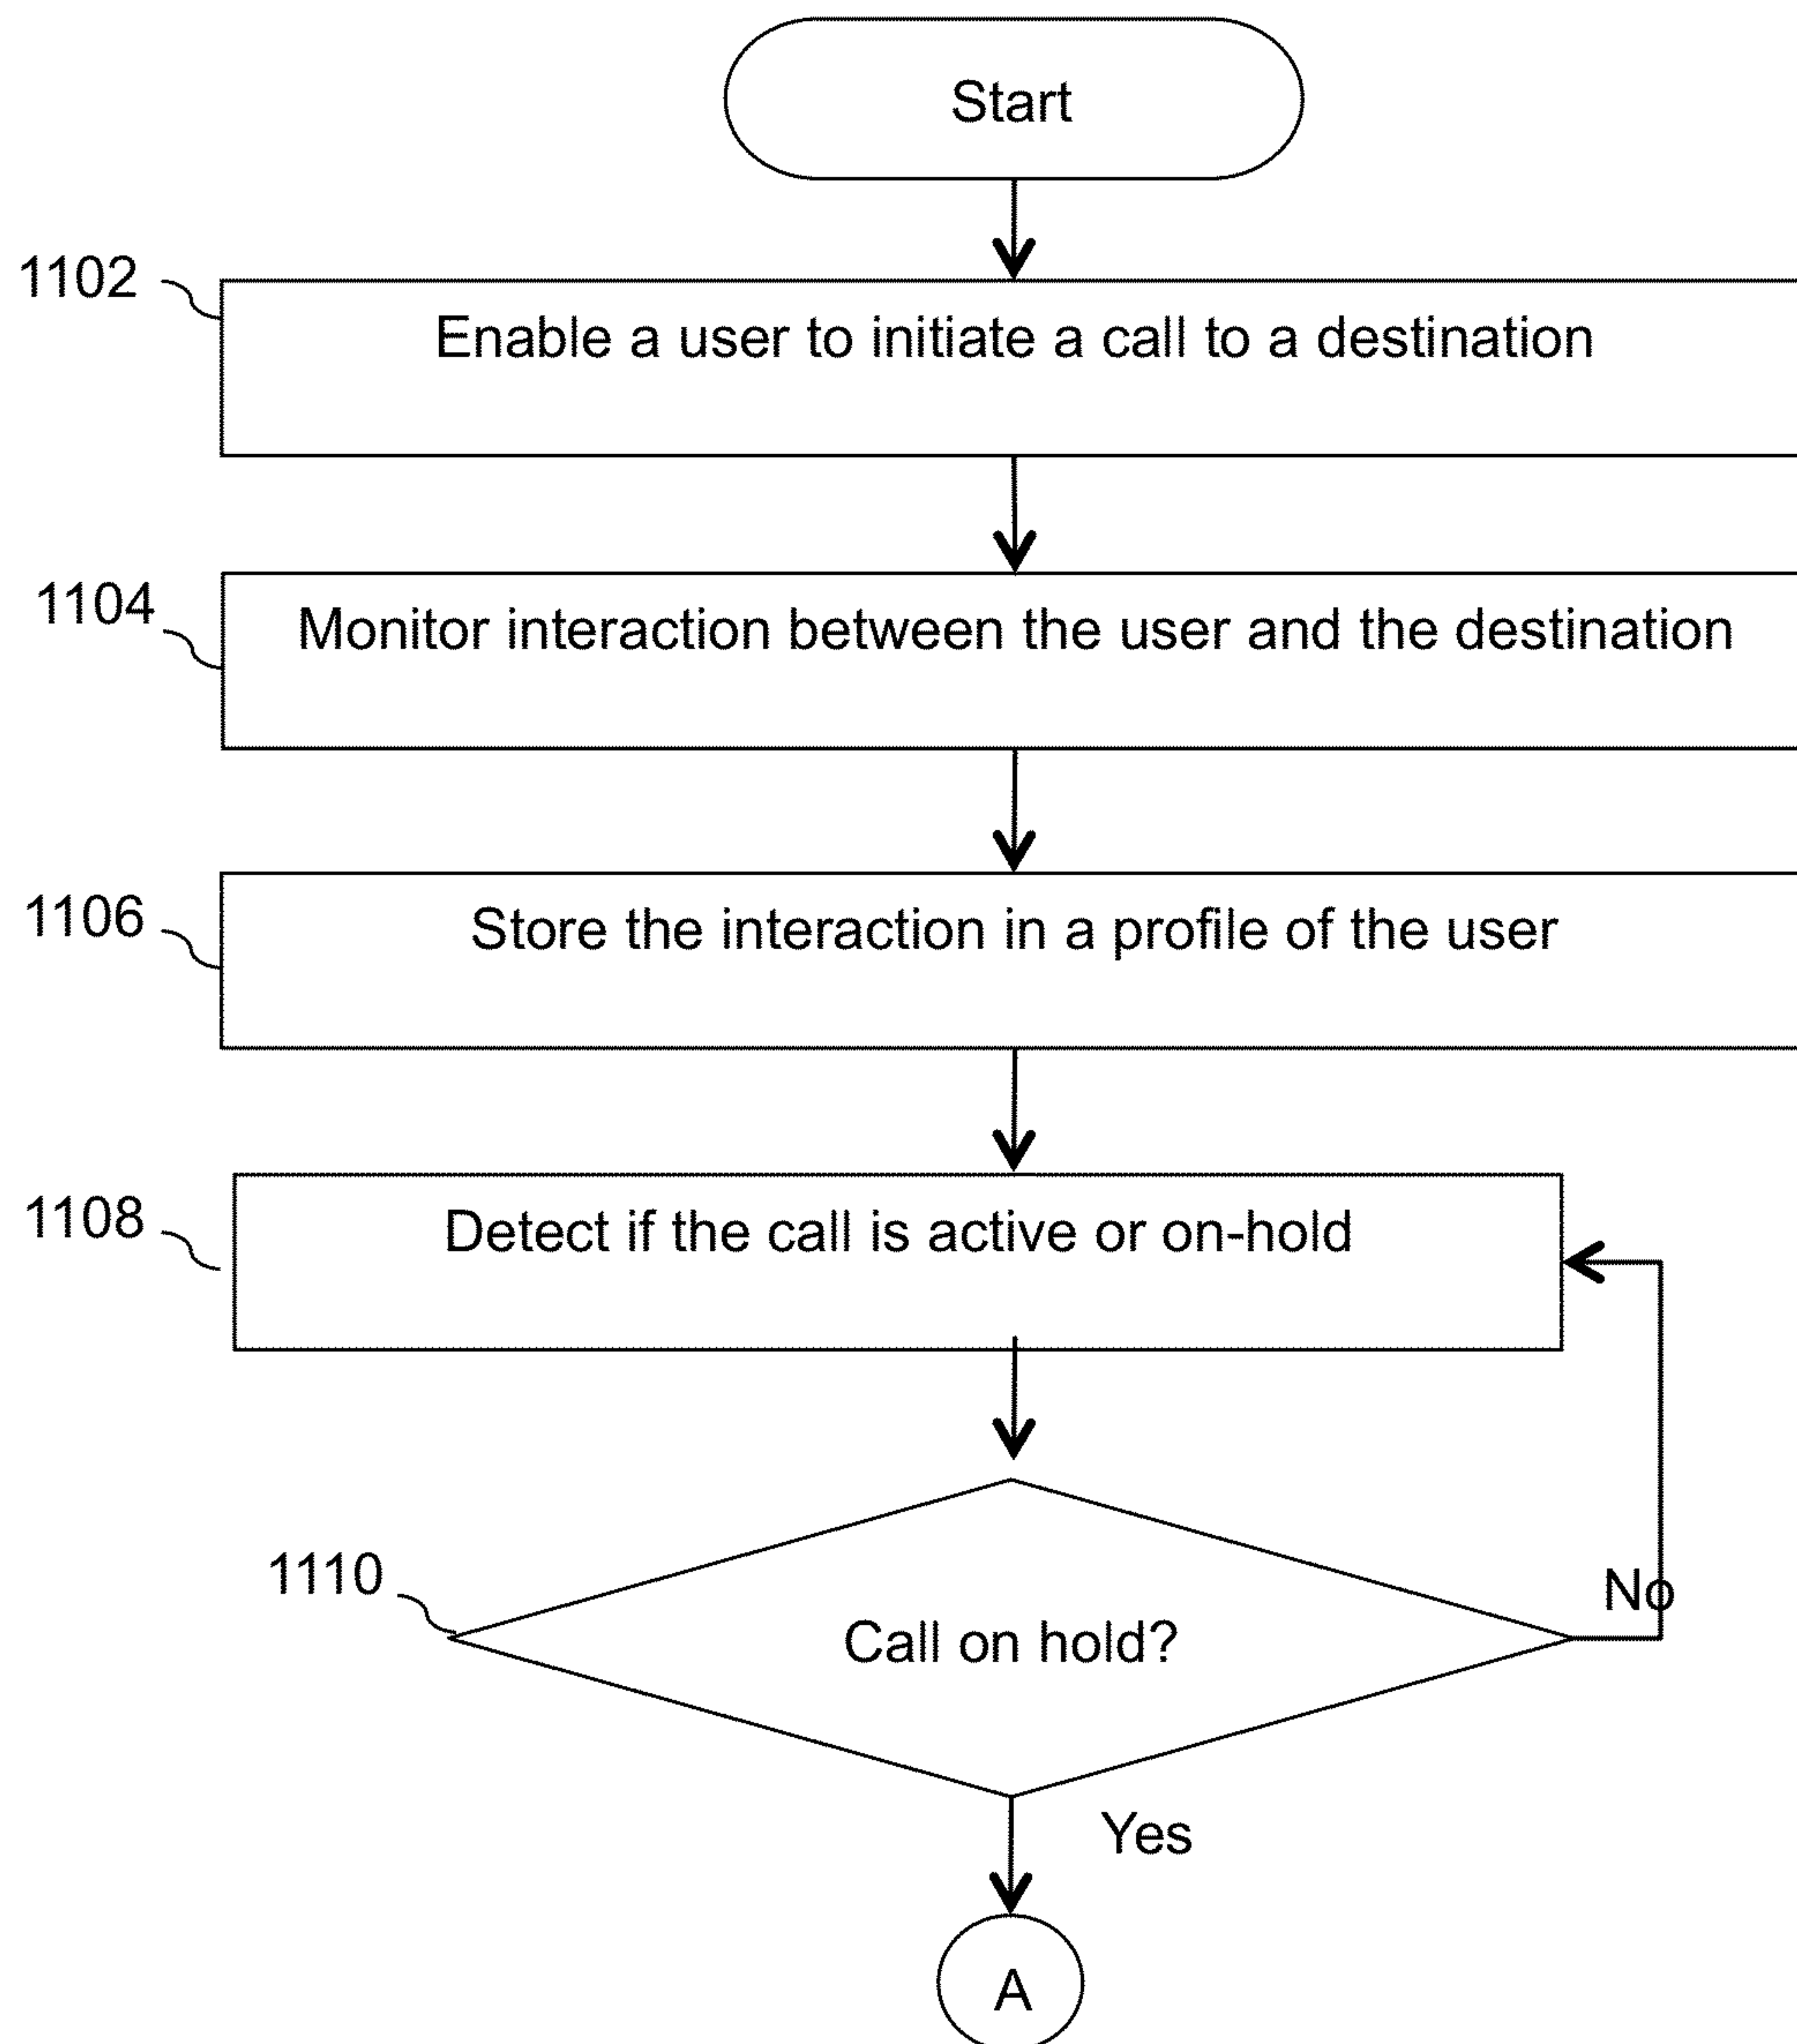 Start
1102
Enable a user to initiate a call to a destination
1104
Monitor interaction between the user and the destination
1106
Store the interaction in a profile of the user
1108
Detect if the call is active or on-hold
1110
Call on hold?
No
Yes
A